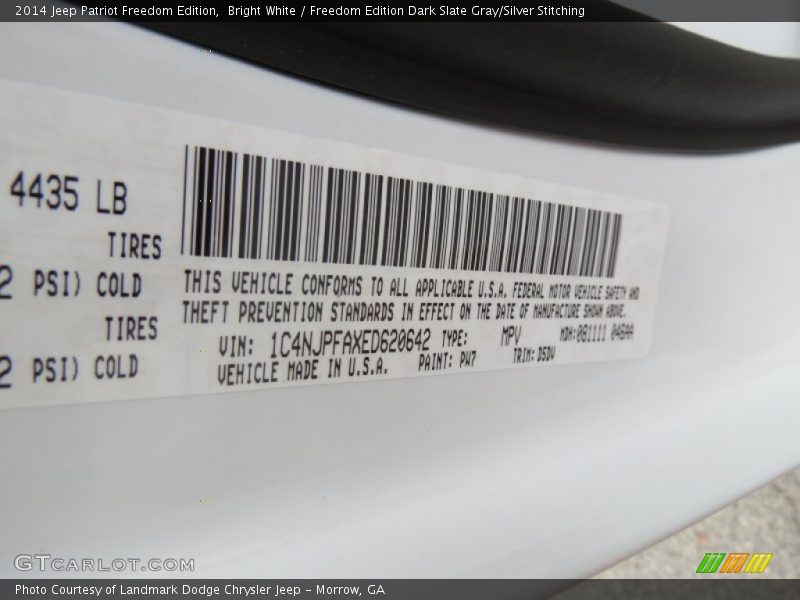 2014 Jeep Patriot Freedom Edition,  Bright White / Freedom Edition Dark Slate Gray/Silver Stitching
4435 LB
TIRES
2 PSI) COLD
TIRES
2 PSI) COLD
THIS VEHICLE CONFORMS TO ALL APPLICABLE U.S.A. FEDERAL MOTOR VEHICLE SAFETY AND
THEFT PREVENTION STANDARDS IN EFFECT ON THE DATE OF MANUFACTURE SHOWN ABOVE.
VIN: 1C4NJPFAXED620642 TYPE: MPV MDH:081111 046AA
VEHICLE MADE IN U.S.A. PAINT: PW7 TRIM: D5DV
GTCARLOT.COM
Photo Courtesy of Landmark Dodge Chrysler Jeep – Morrow, GA